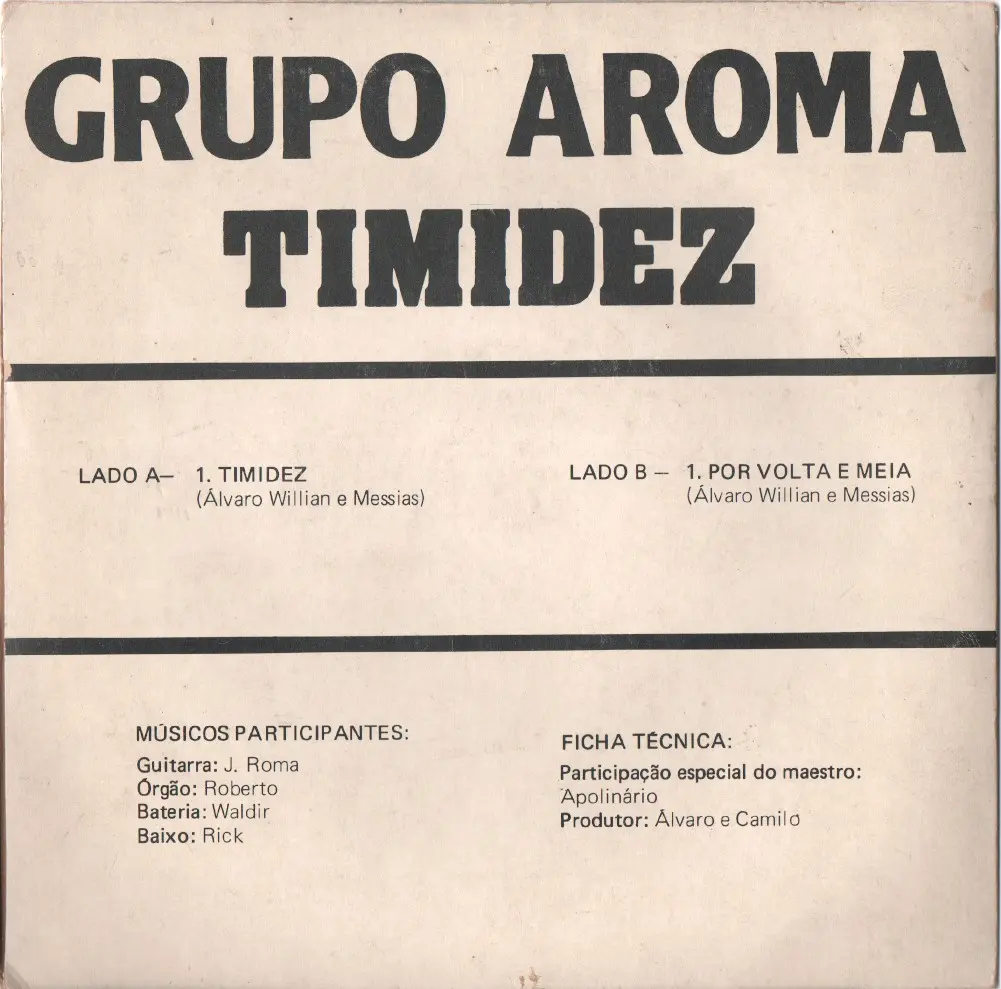 GRUPO AROMA
TIMIDEZ
LADO A— 1. TIMIDEZ
(Álvaro Willian e Messias)
LADO B — 1. POR VOLTA E MEIA
(Álvaro Willian e Messias)
MÚSICOS PARTICIPANTES:
Guitarra: J. Roma
Órgão: Roberto
Bateria: Waldir
Baixo: Rick
FICHA TÉCNICA:
Participação especial do maestro:
Apolinário
Produtor: Álvaro e Camilo